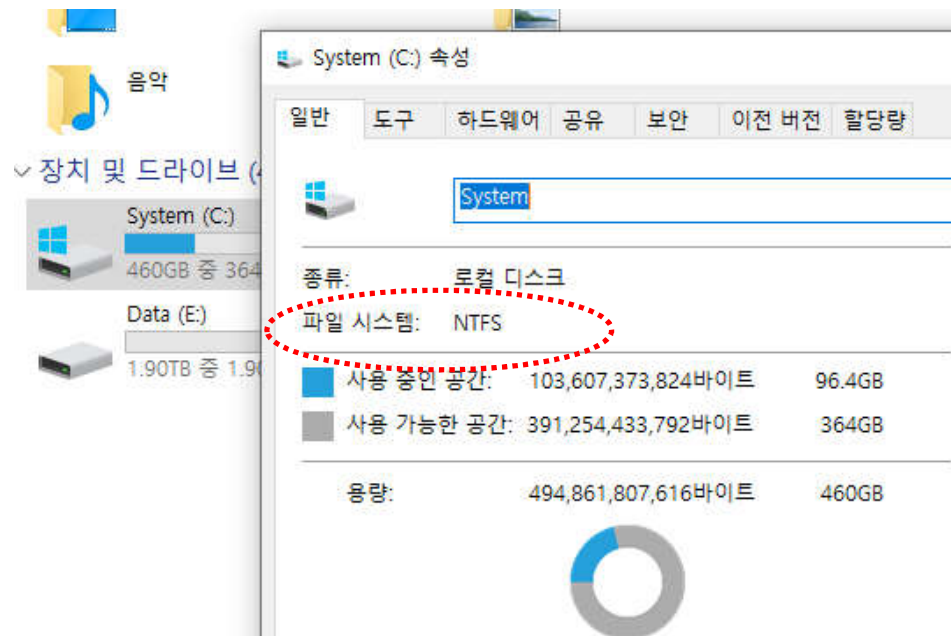 음악
장치 및 드라이브 (
System (C:)
460GB 중 364
Data (E:)
1.90TB 중 1.90
System (C:) 속성
일반 도구 하드웨어 공유 보안 이전 버전 할당량
System
종류: 로컬 디스크
파일 시스템: NTFS
사용 중인 공간: 103,607,373,824바이트 96.4GB
사용 가능한 공간: 391,254,433,792바이트 364GB
용량: 494,861,807,616바이트 460GB